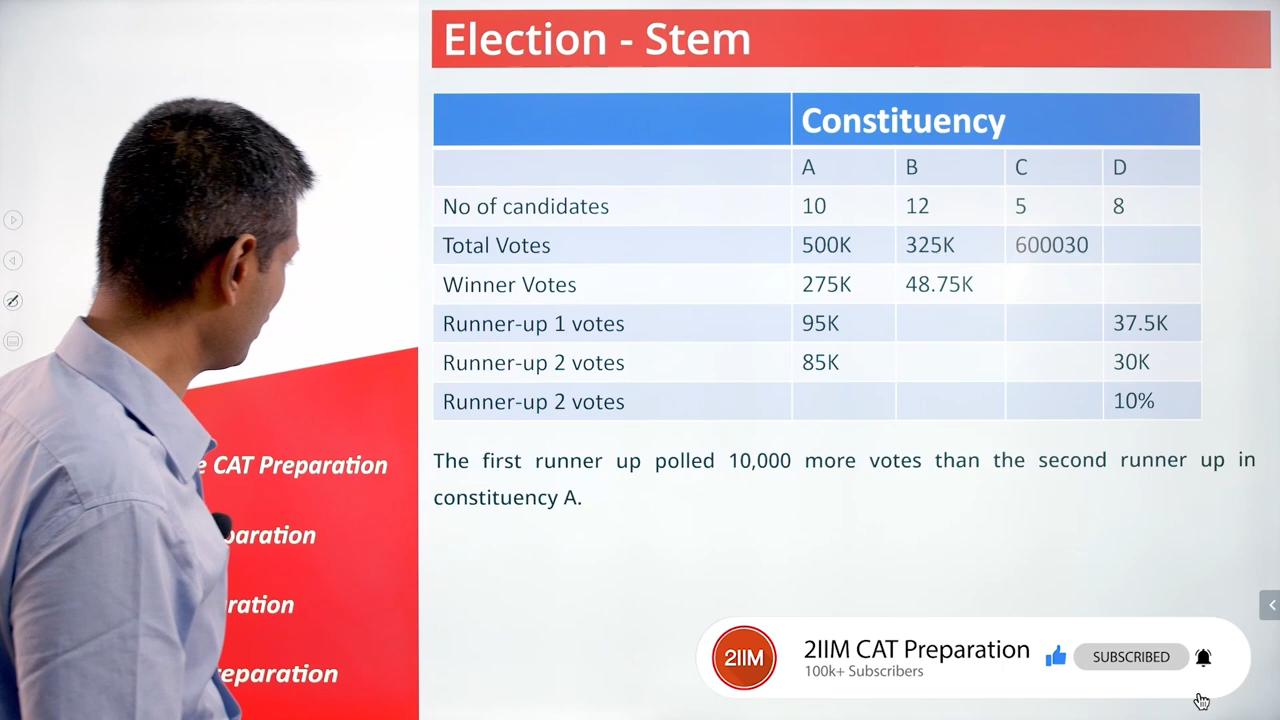 Election - Stem
Constituency
A B C D
No of candidates 10 12 5 8
Total Votes 500K 325K 600030
Winner Votes 275K 48.75K
Runner-up 1 votes 95K 37.5K
Runner-up 2 votes 85K 30K
Runner-up 2 votes 10%
The first runner up polled 10,000 more votes than the second runner up in
constituency A.
CAT Preparation
2IIM
2IIM CAT Preparation
100k+ Subscribers
SUBSCRIBED